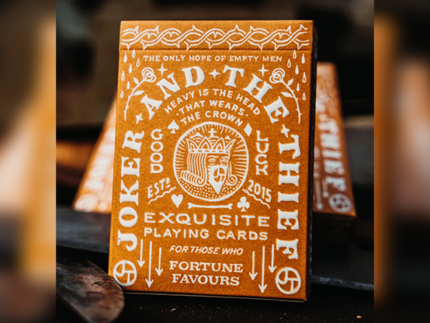 THE ONLY HOPE OF EMPTY MEN
JOKER AND THE THIEF
HEAVY IS THE HEAD
THAT WEARS
THE CROWN
GOOD
LUCK
ESTD
2015
EXQUISITE
PLAYING CARDS
FOR THOSE WHO
FORTUNE
FAVOURS
THIEF